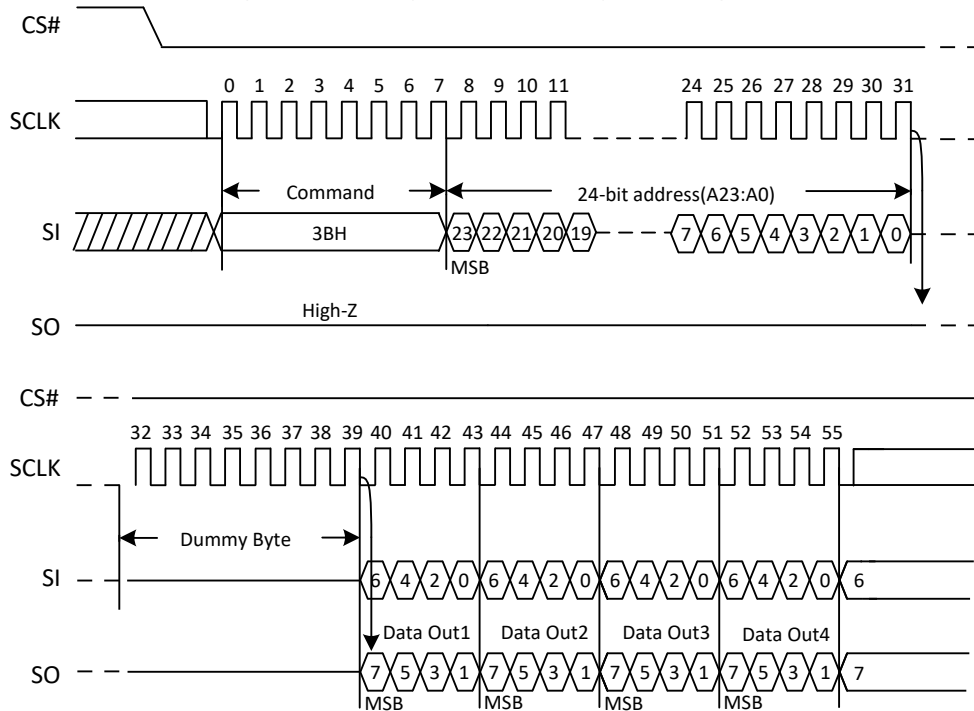 CS#
0 1 2 3 4 5 6 7 8 9 10 11 24 25 26 27 28 29 30 31
SCLK
Command 24-bit address(A23:A0)
SI 3BH 23 22 21 20 19 7 6 5 4 3 2 1 0
MSB
High-Z
SO
CS#
32 33 34 35 36 37 38 39 40 41 42 43 44 45 46 47 48 49 50 51 52 53 54 55
SCLK
Dummy Byte
SI 6 4 2 0 6 4 2 0 6 4 2 0 6 4 2 0 6
Data Out1 Data Out2 Data Out3 Data Out4
SO 7 5 3 1 7 5 3 1 7 5 3 1 7 5 3 1 7
MSB MSB MSB MSB